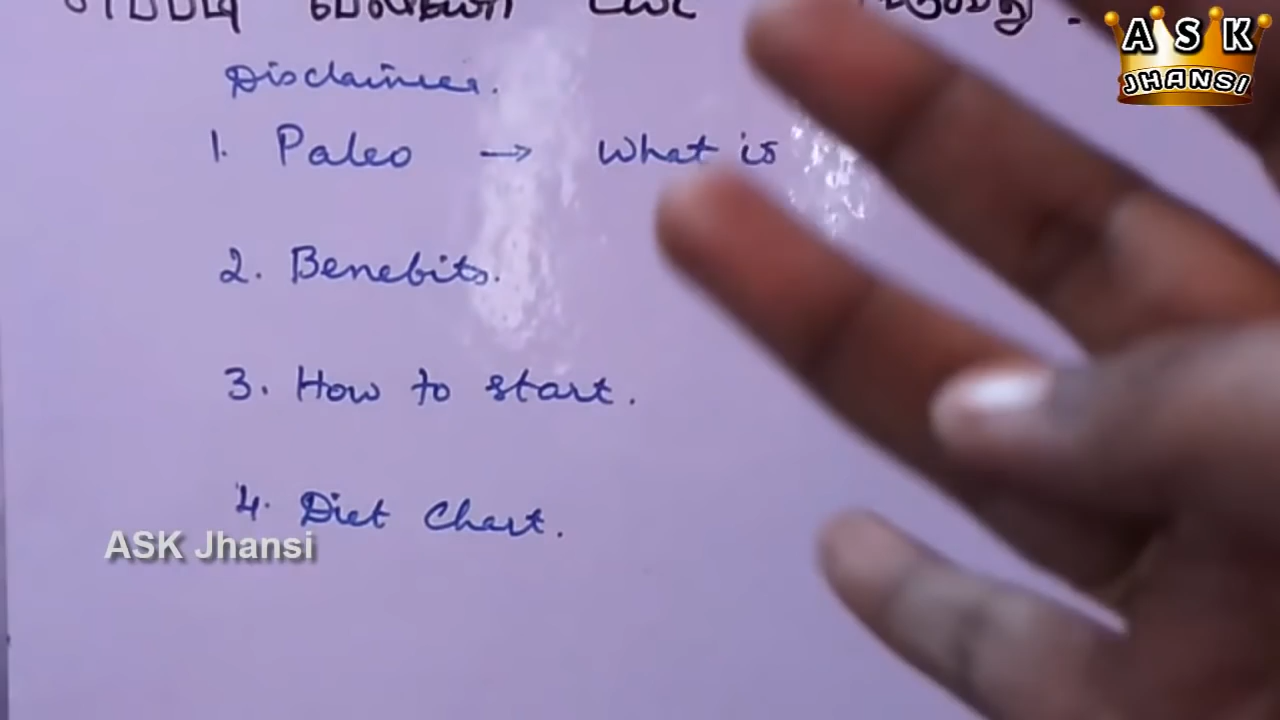 Disclaimer.
1. Paleo → What is
2. Benebits.
3. How to start.
4. Diet Chart.
ASK Jhansi
ASK
JHANSI